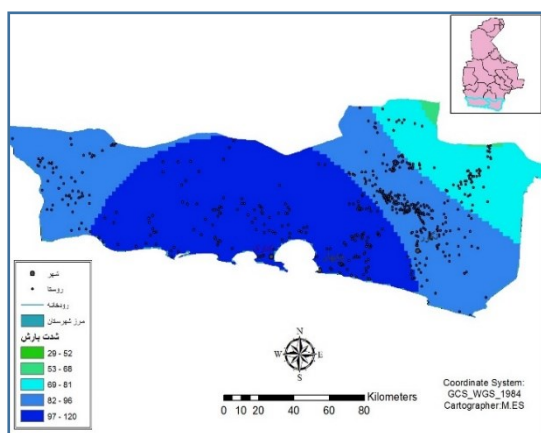 شهر
روستا
رودخانه
مرز شهرستان
شدت بارش
29 - 52
53 - 68
69 - 81
82 - 96
97 - 120
N
W E
S
Kilometers
0 10 20 40 60 80
Coordinate System:
GCS_WGS_1984
Cartographer:M.ES